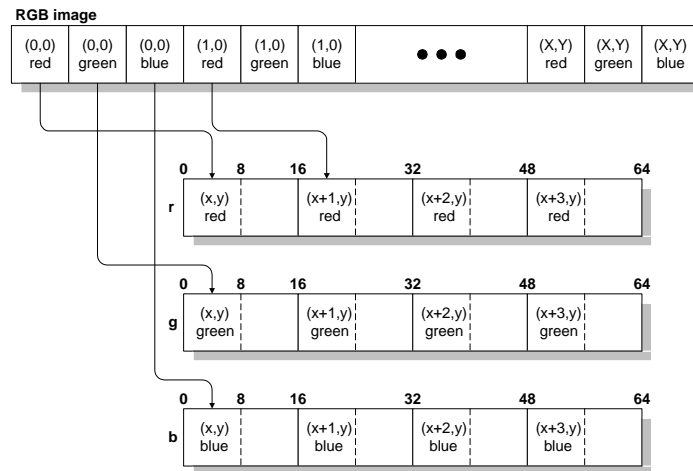 RGB image
(0,0) (0,0) (0,0) (1,0) (1,0) (1,0) (X,Y) (X,Y) (X,Y)
red green blue red green blue red green blue
0 8 16 32 48 64
(x,y) (x+1,y) (x+2,y) (x+3,y)
r
red red red red
0 8 16 32 48 64
(x,y) (x+1,y) (x+2,y) (x+3,y)
g
green green green green
0 8 16 32 48 64
(x,y) (x+1,y) (x+2,y) (x+3,y)
b
blue blue blue blue